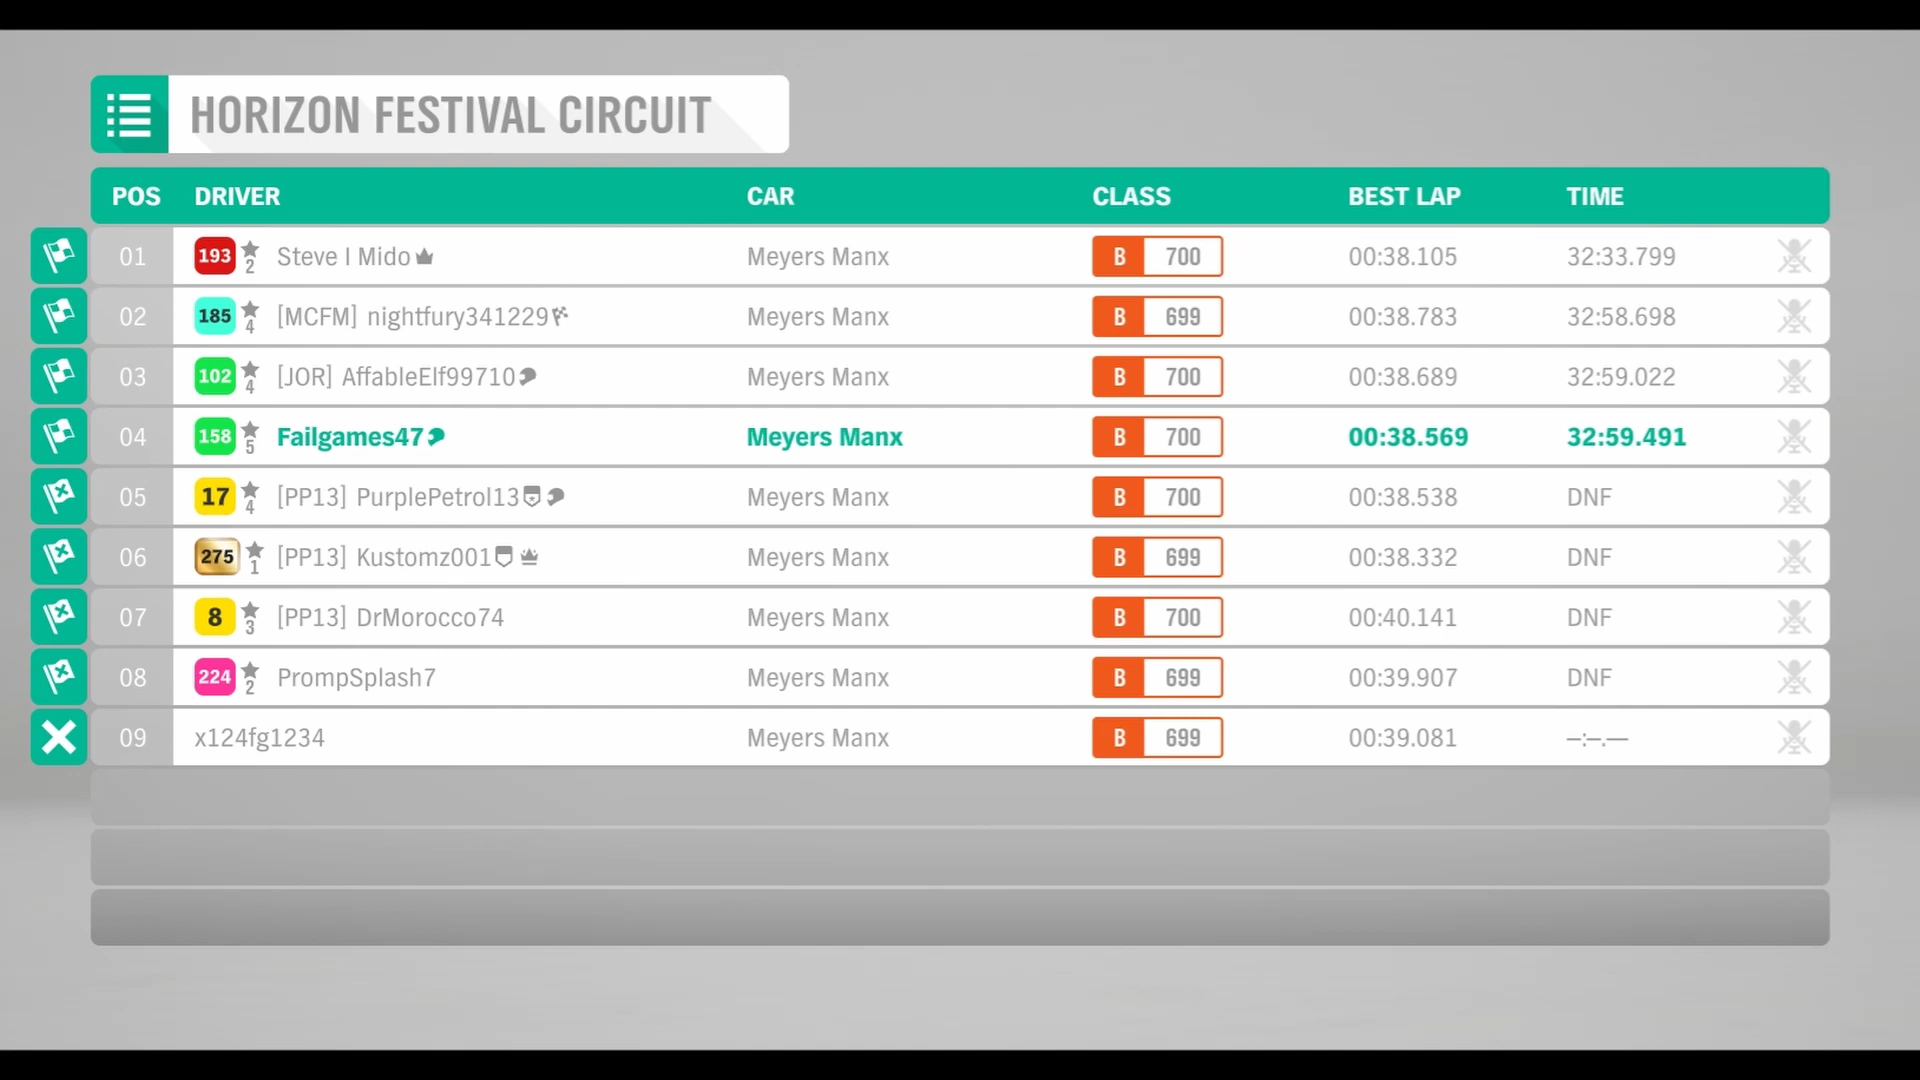 HORIZON FESTIVAL CIRCUIT
POS DRIVER CAR CLASS BEST LAP TIME
01 193 2 Steve I Mido Meyers Manx B 700 00:38.105 32:33.799
02 185 4 [MCFM] nightfury341229 Meyers Manx B 699 00:38.783 32:58.698
03 102 4 [JOR] AffableElf99710 Meyers Manx B 700 00:38.689 32:59.022
04 158 5 Failgames47 Meyers Manx B 700 00:38.569 32:59.491
05 17 4 [PP13] PurplePetrol13 Meyers Manx B 700 00:38.538 DNF
06 275 1 [PP13] Kustomz001 Meyers Manx B 699 00:38.332 DNF
07 8 3 [PP13] DrMorocco74 Meyers Manx B 700 00:40.141 DNF
08 224 2 PrompSplash7 Meyers Manx B 699 00:39.907 DNF
09 x124fg1234 Meyers Manx B 699 00:39.081 –:–.––